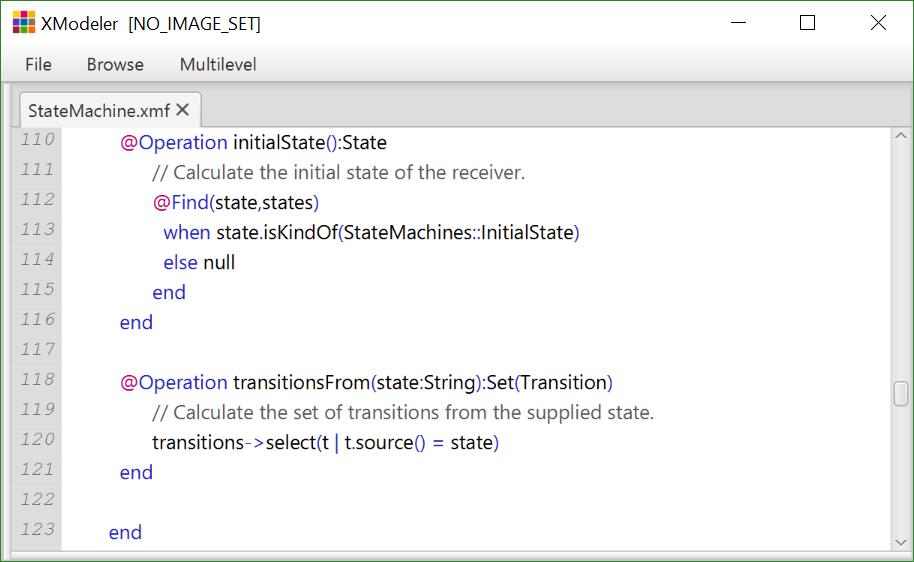 XModeler [NO_IMAGE_SET]
File Browse Multilevel
StateMachine.xmf
110 @Operation initialState():State
111 // Calculate the initial state of the receiver.
112 @Find(state,states)
113 when state.isKindOf(StateMachines::InitialState)
114 else null
115 end
116 end
117
118 @Operation transitionsFrom(state:String):Set(Transition)
119 // Calculate the set of transitions from the supplied state.
120 transitions->select(t | t.source() = state)
121 end
122
123 end